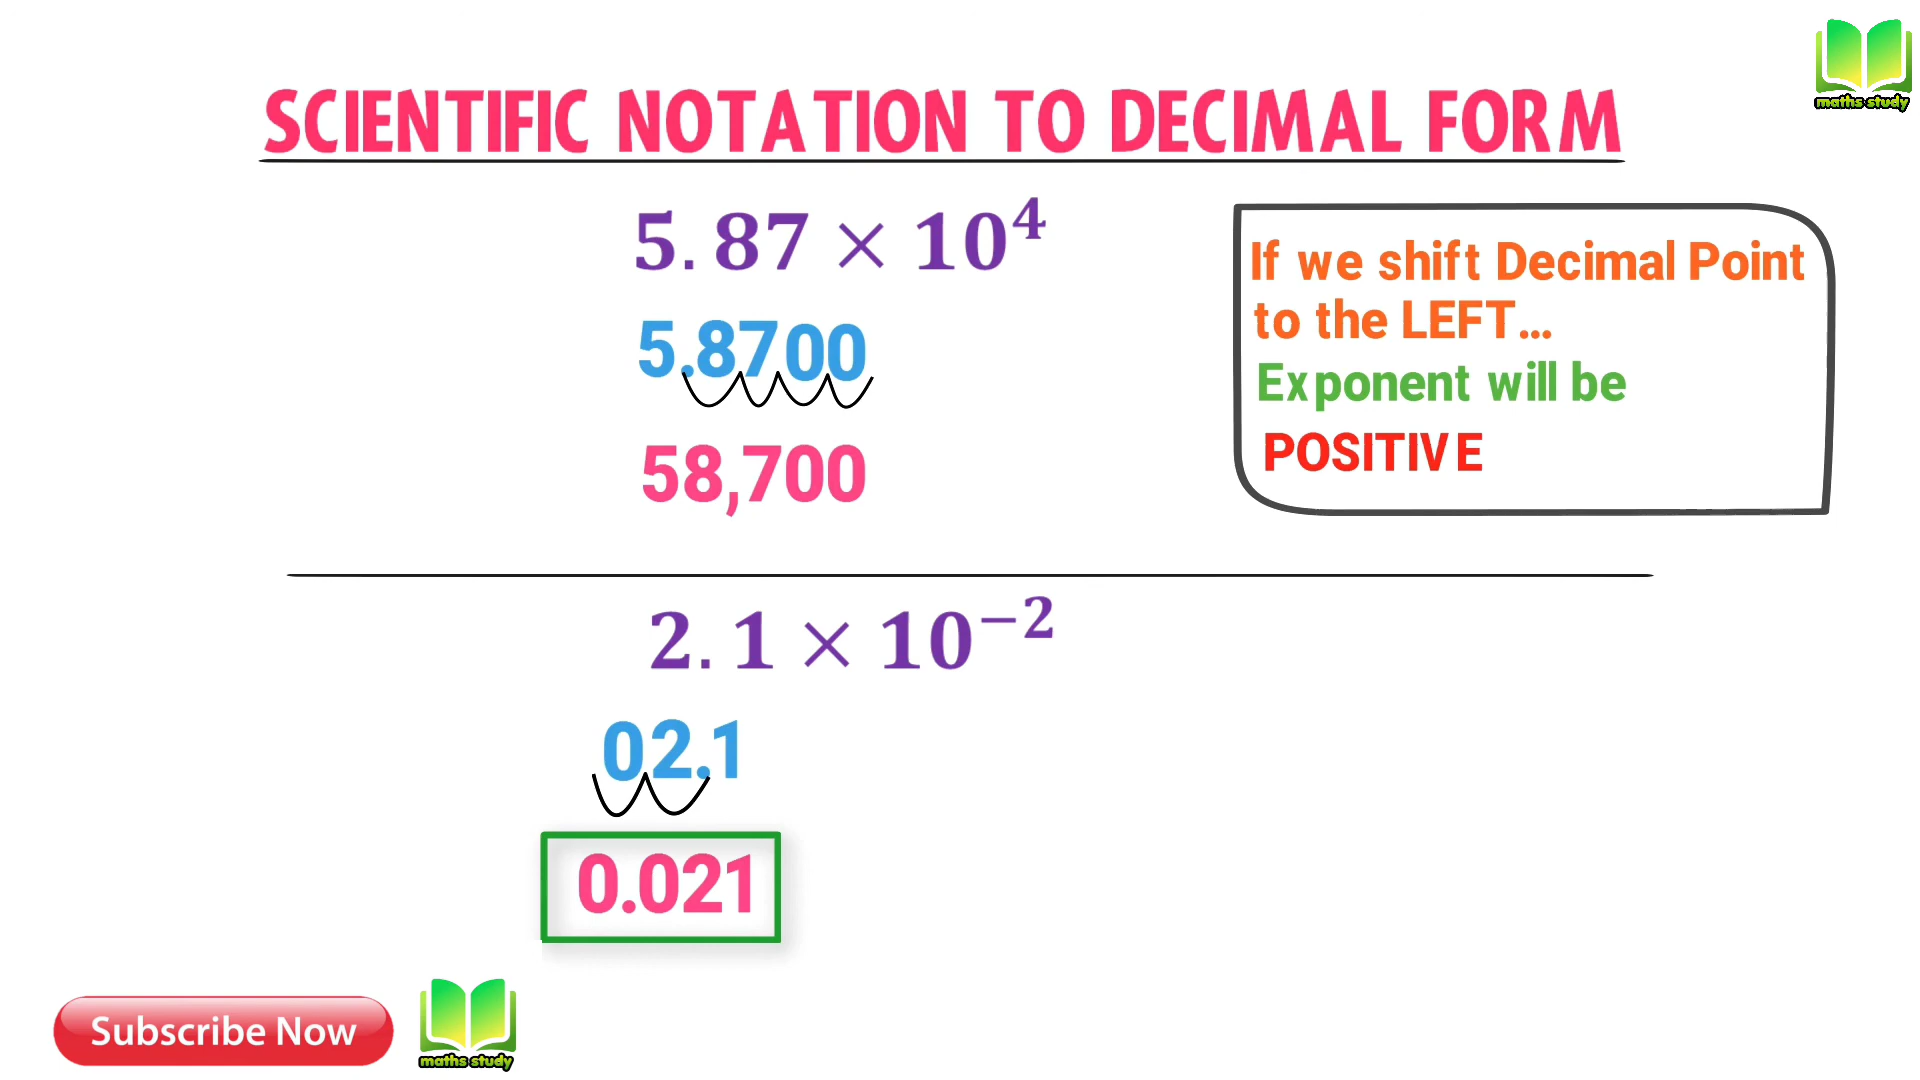 maths study
SCIENTIFIC NOTATION TO DECIMAL FORM
5.87 × 10⁴
5.8700
58,700
If we shift Decimal Point
to the LEFT...
Exponent will be
POSITIVE
2.1 × 10⁻²
02.1
0.021
Subscribe Now
maths study